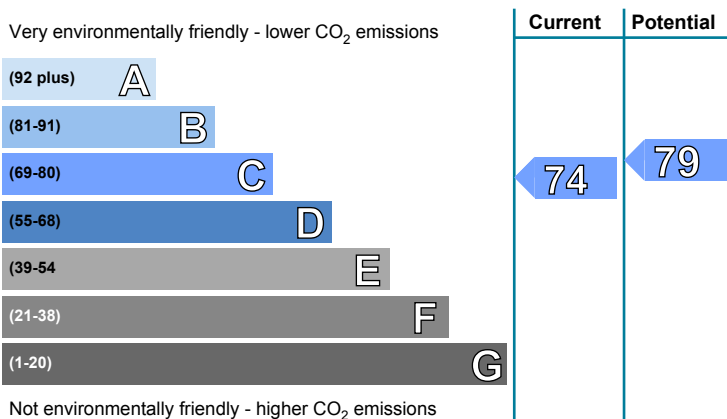 Very environmentally friendly - lower CO2 emissions
Current
Potential
(92 plus) A
(81-91) B
(69-80) C
(55-68) D
(39-54 E
(21-38) F
(1-20) G
74
79
Not environmentally friendly - higher CO2 emissions